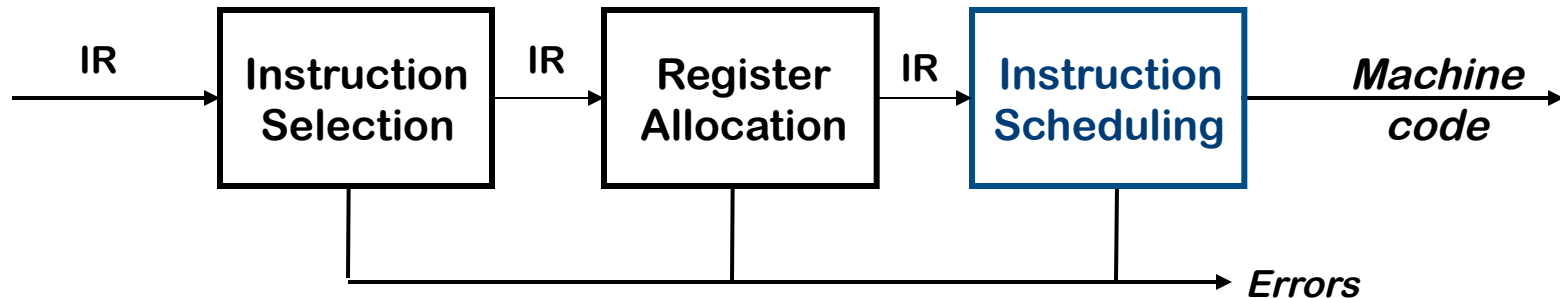 IR
Instruction
Selection
IR
Register
Allocation
IR
Instruction
Scheduling
Machine
code
Errors